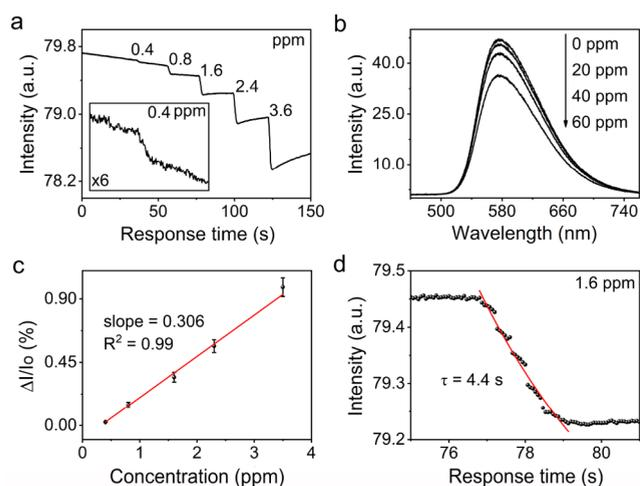 a
79.8
79.0
78.2
Intensity (a.u.)
0.4
0.8
1.6
2.4
3.6
ppm
0.4 ppm
x6
0
50
100
150
Response time (s)
b
40.0
25.0
10.0
Intensity (a.u.)
0 ppm
20 ppm
40 ppm
60 ppm
480
580
660
740
Wavelength (nm)
c
0.90
0.45
0.00
ΔI/Io (%)
slope = 0.306
R² = 0.99
0
1
2
3
4
Concentration (ppm)
d
79.5
79.4
79.3
79.2
Intensity (a.u.)
1.6 ppm
τ = 4.4 s
76
78
80
Response time (s)